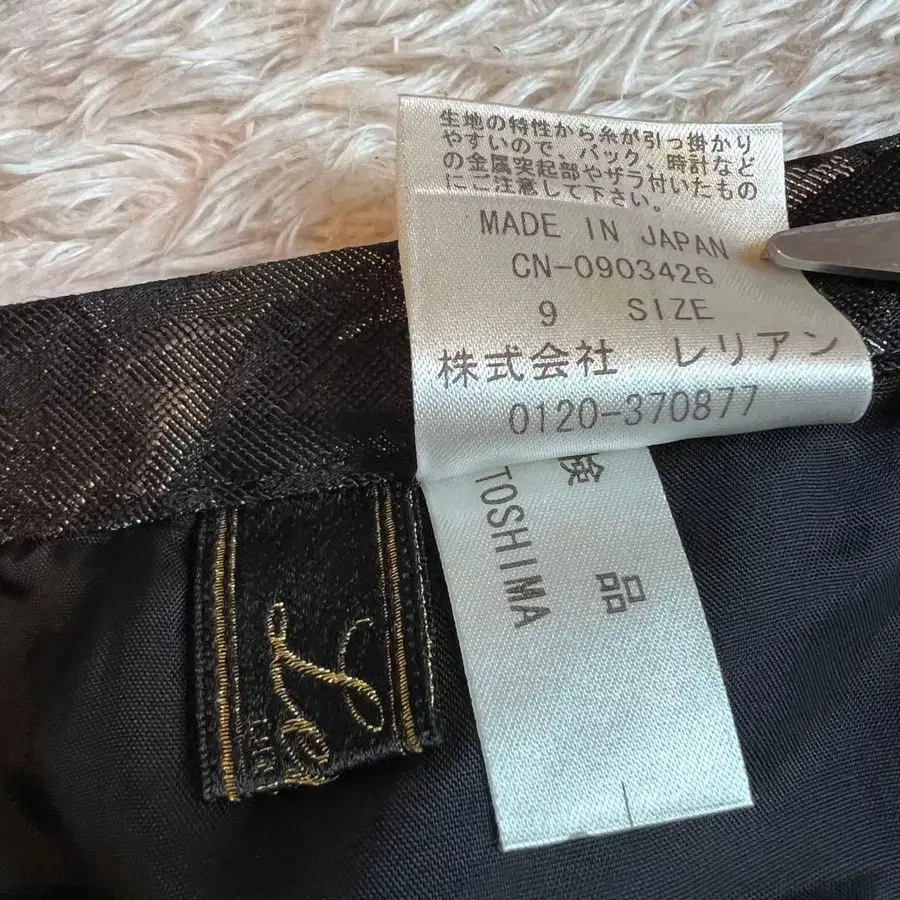 生地の特性から糸が引っ掛かり
やすいので、バック、時計など
の金属突起部やザラ付いたもの
にご注意して下さい。
MADE IN JAPAN
CN-0903426
9 SIZE
株式会社 レリアン
0120-370877
検 品
TOSHIMA